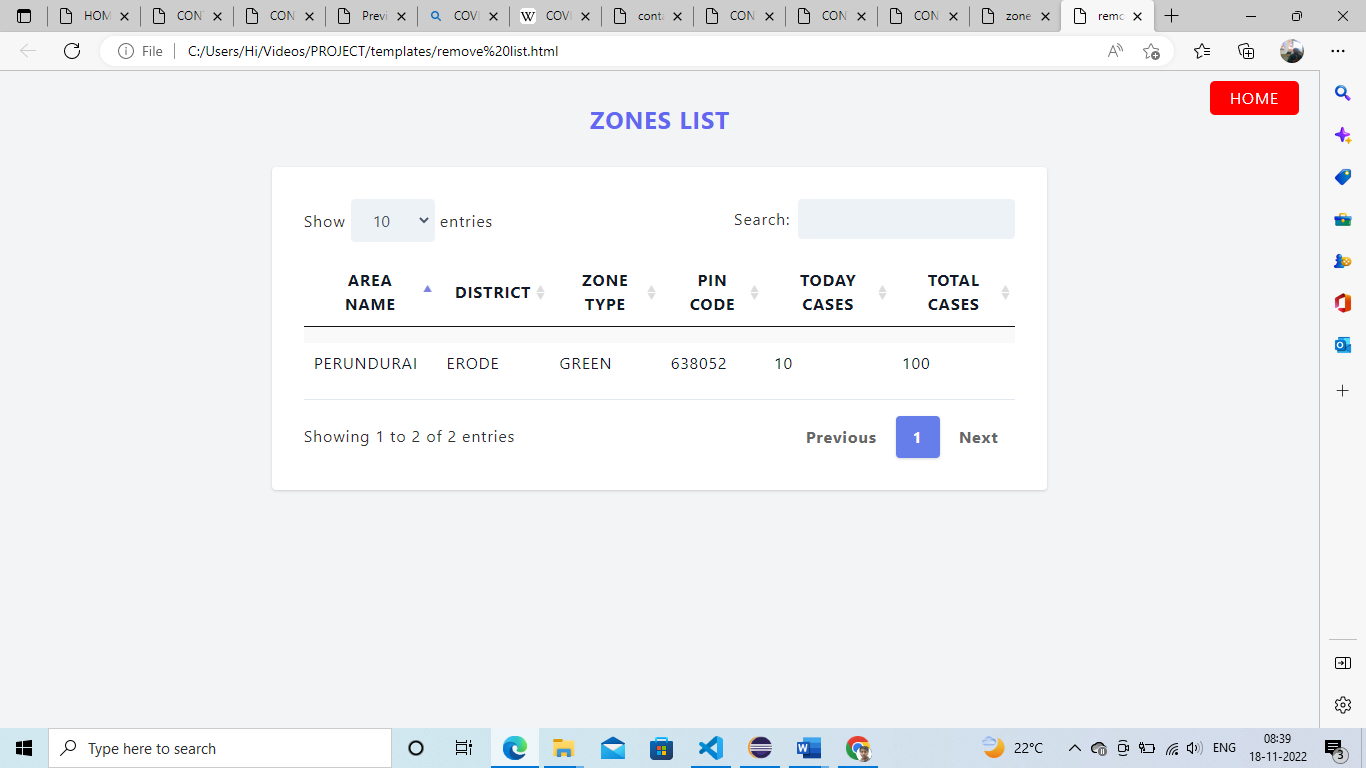 HOM CON CON Previ COVI W COVI conta CON CON CON zone remo
File C:/Users/Hi/Videos/PROJECT/templates/remove%20list.html
HOME
ZONES LIST
Show 10 entries Search:
AREA NAME DISTRICT ZONE TYPE PIN CODE TODAY CASES TOTAL CASES
PERUNDURAI ERODE GREEN 638052 10 100
Showing 1 to 2 of 2 entries Previous 1 Next
Type here to search 22°C ENG 08:39
18-11-2022 3